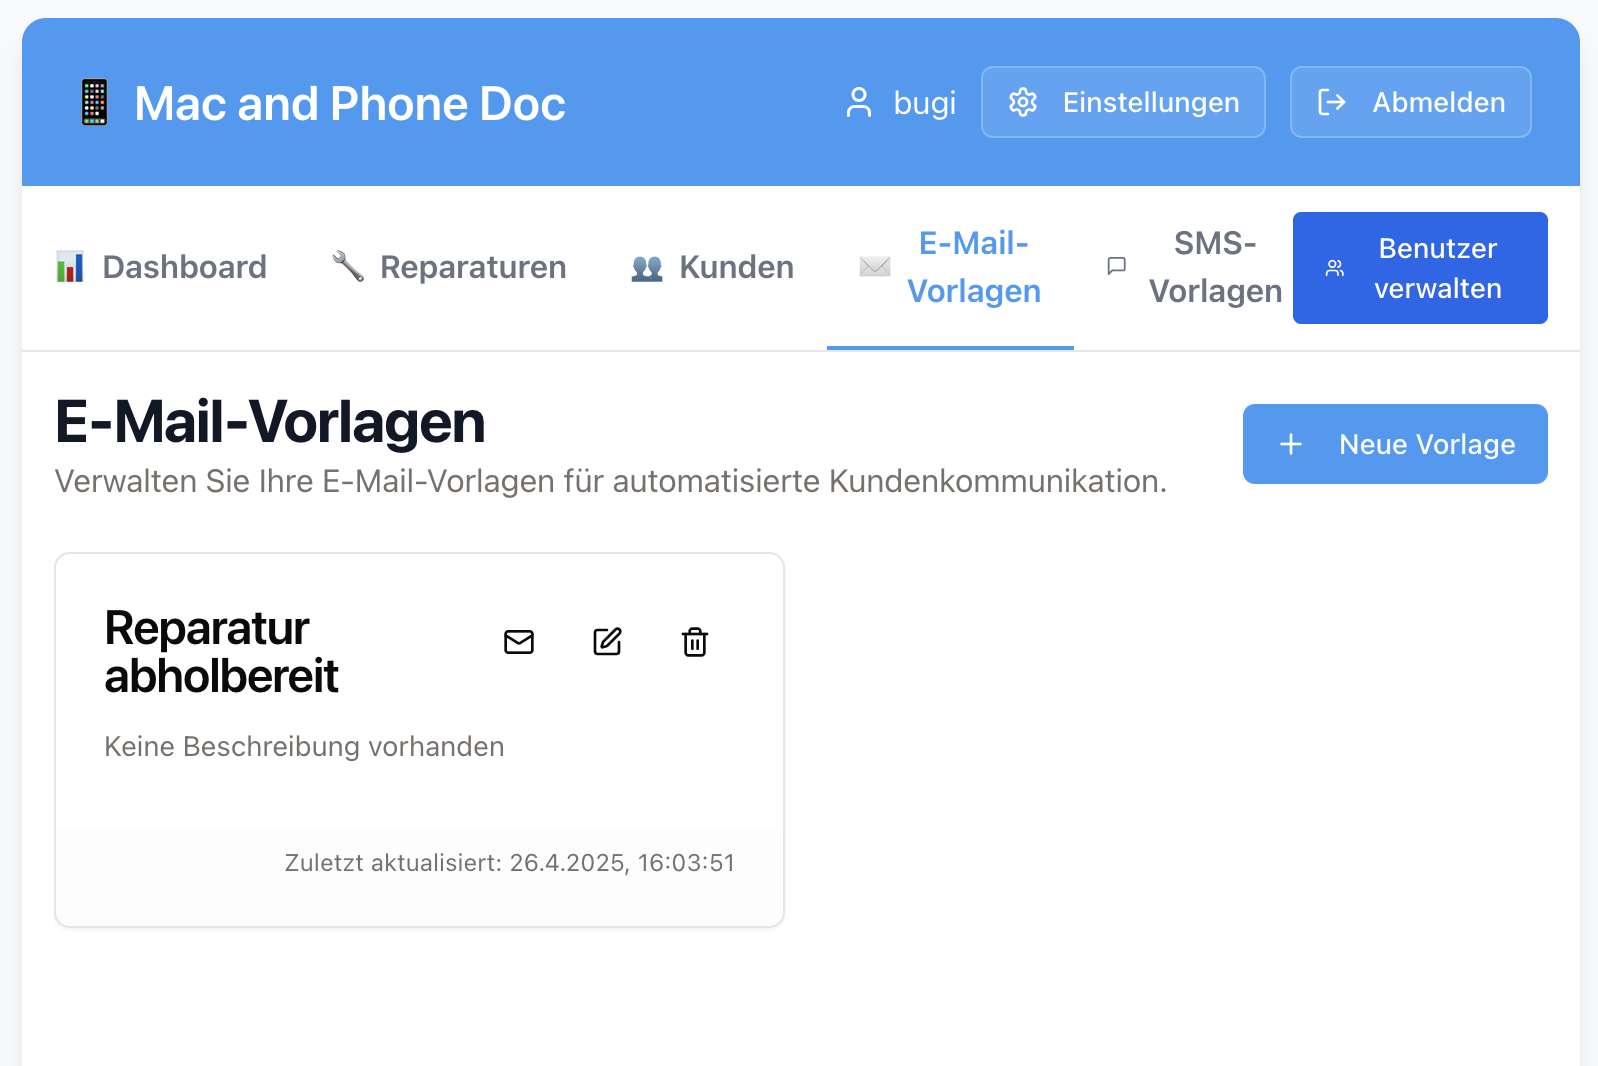 Mac and Phone Doc
bugi
Einstellungen
Abmelden
Dashboard
Reparaturen
Kunden
E-Mail-
Vorlagen
SMS-
Vorlagen
Benutzer
verwalten
E-Mail-Vorlagen
Verwalten Sie Ihre E-Mail-Vorlagen für automatisierte Kundenkommunikation.
Neue Vorlage
Reparatur
abholbereit
Keine Beschreibung vorhanden
Zuletzt aktualisiert: 26.4.2025, 16:03:51